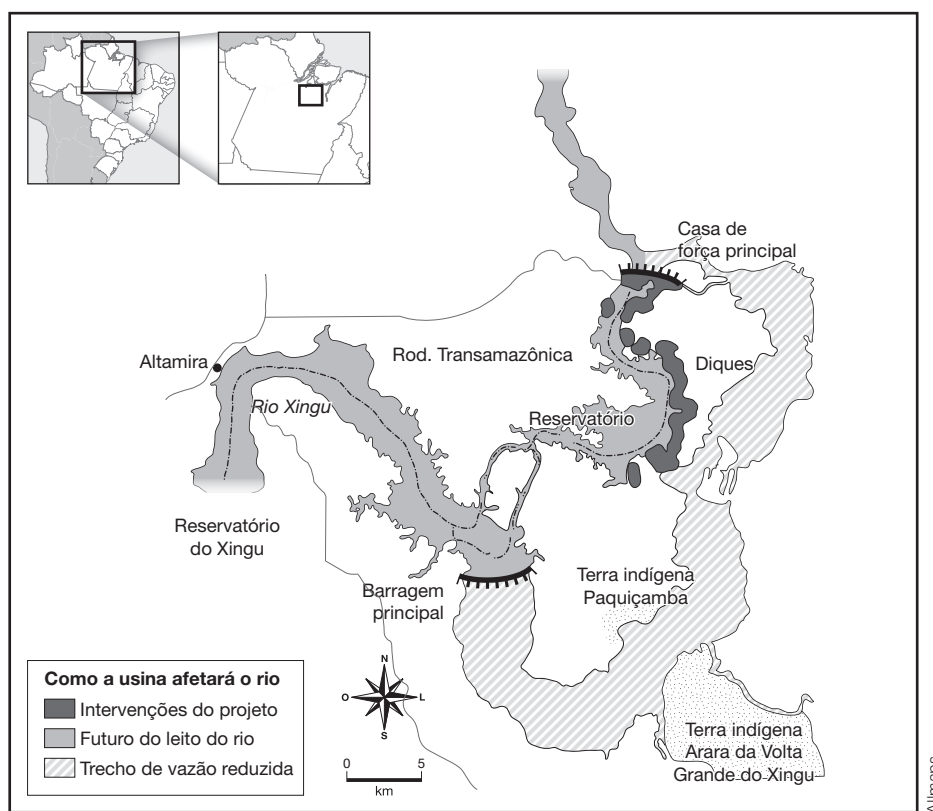 Casa de
força principal
Altamira
Rod. Transamazônica
Diques
Rio Xingu
Reservatório
Reservatório
do Xingu
Barragem
principal
Terra indígena
Paquiçamba
Terra indígena
Arara da Volta
Grande do Xingu
N
O
L
S
0 5
km
Como a usina afetará o rio
Intervenções do projeto
Futuro do leito do rio
Trecho de vazão reduzida